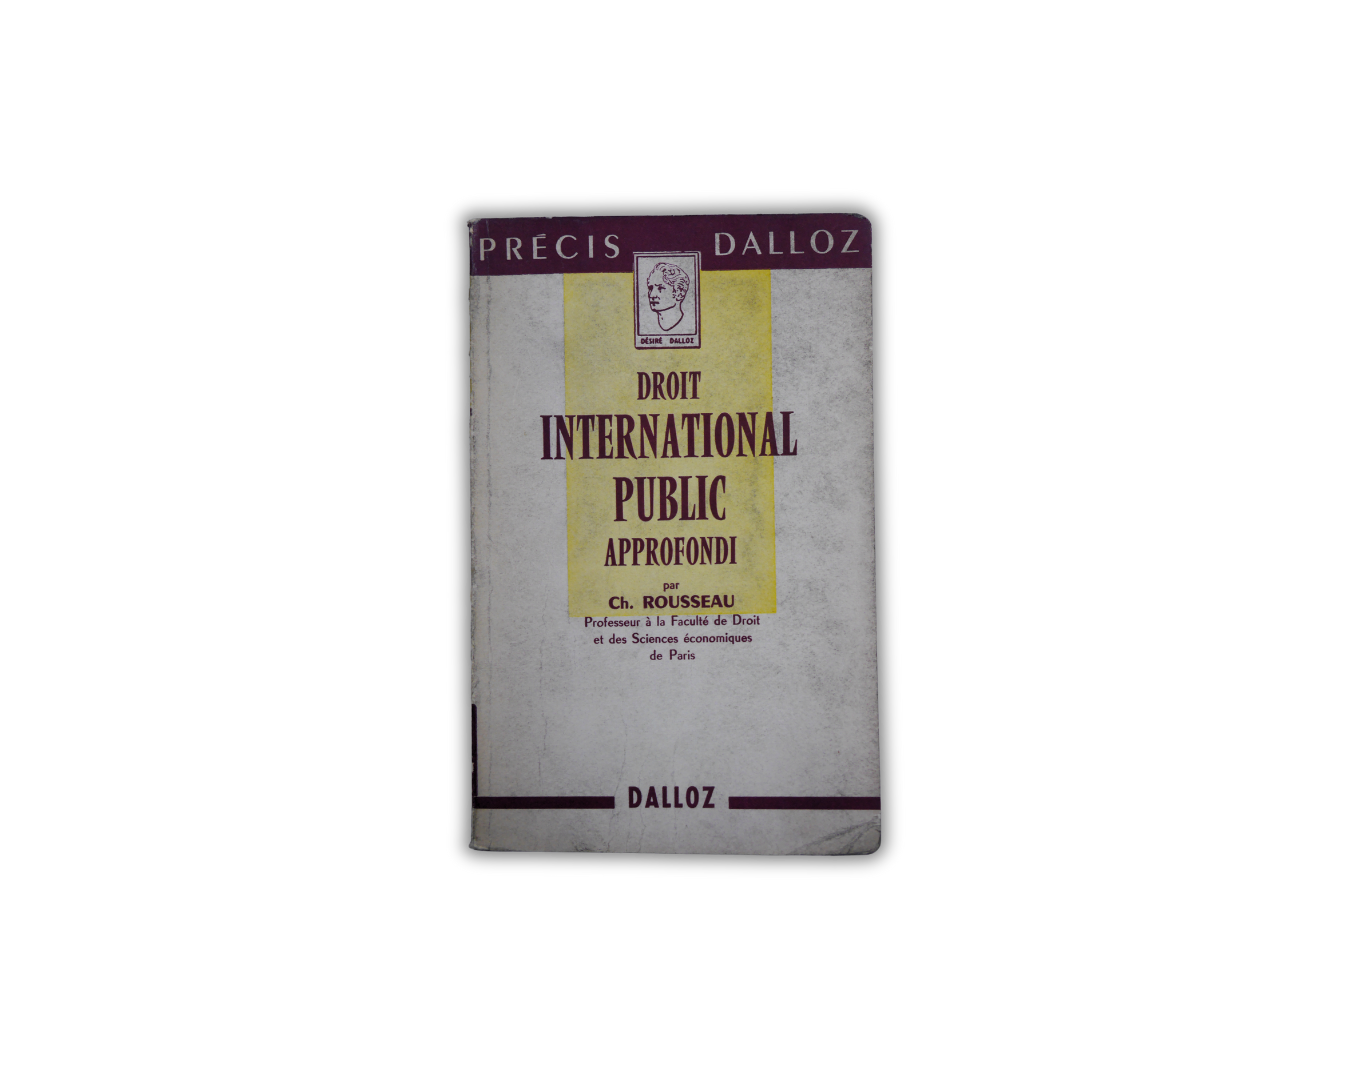 PRÉCIS DALLOZ
DÉSIRÉ DALLOZ
DROIT
INTERNATIONAL
PUBLIC
APPROFONDI
par
Ch. ROUSSEAU
Professeur à la Faculté de Droit
et des Sciences économiques
de Paris
DALLOZ